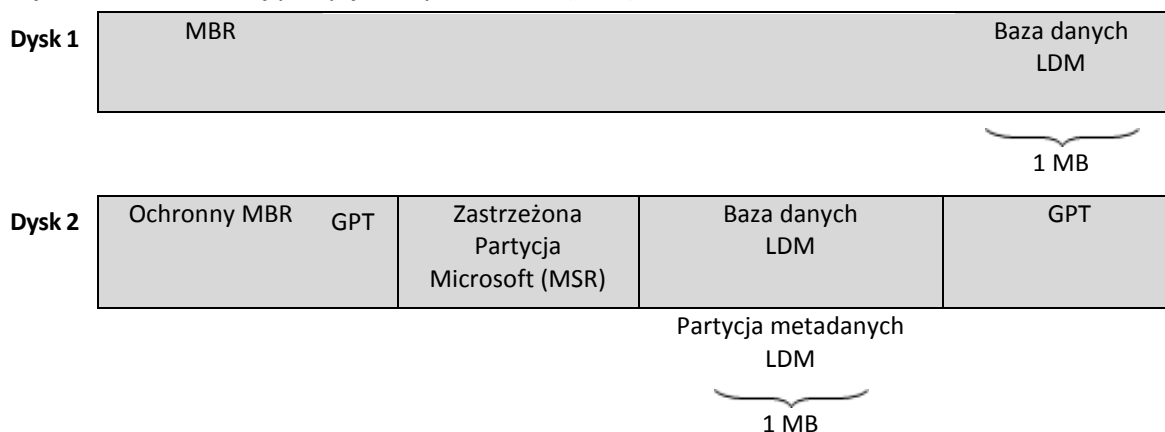 Dysk 1
MBR
Baza danych
LDM
1 MB
Dysk 2
Ochronny MBR
GPT
Zastrzeżona
Partycja
Microsoft (MSR)
Baza danych
LDM
GPT
Partycja metadanych
LDM
1 MB